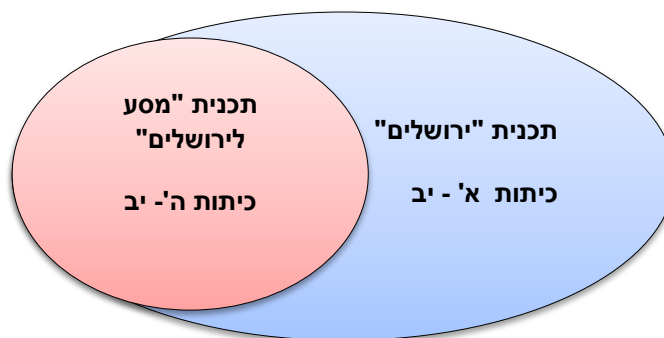 תכנית "ירושלים"
כיתות א' - יב
תכנית "מסע
לירושלים"
כיתות ה'- יב